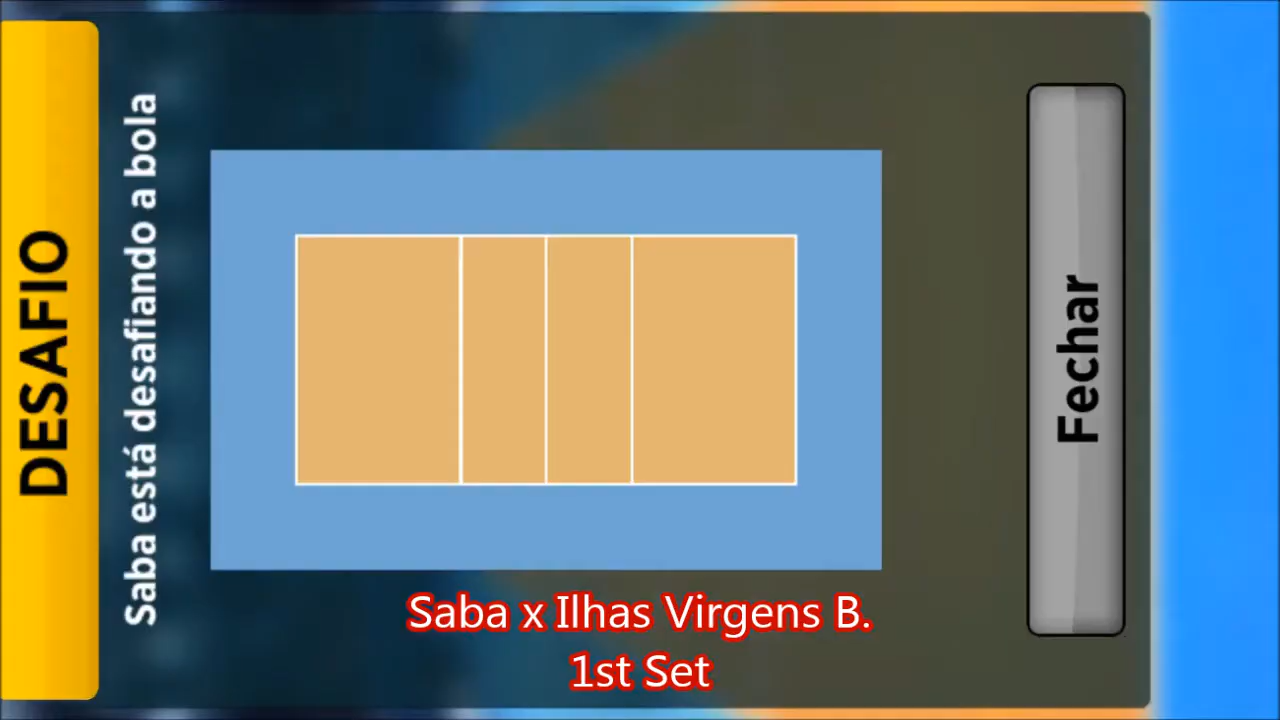 DESAFIO
Saba está desafiando a bola
Fechar
Saba x Ilhas Virgens B.
1st Set